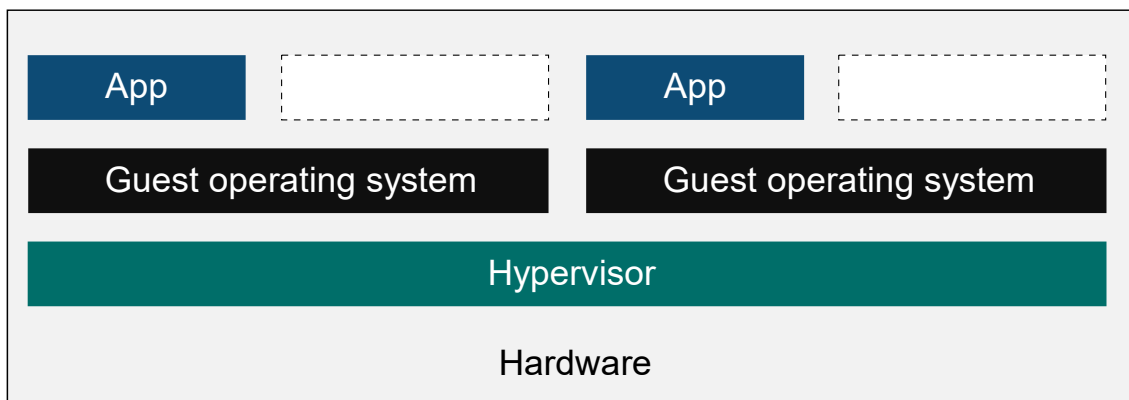 App
App
Guest operating system
Guest operating system
Hypervisor
Hardware